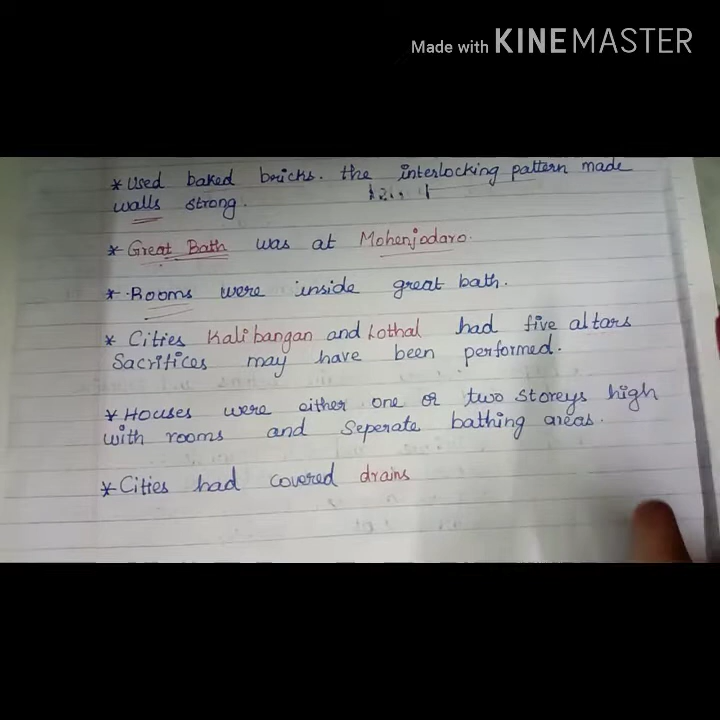 Made with KINEMASTER
* Used baked bricks. the interlocking pattern made
walls strong.
* Great Bath was at Mohenjodaro.
* Rooms were inside great bath.
* Cities Kalibangan and Lothal had five altars
Sacrifices may have been performed.
* Houses were either one or two storeys high
with rooms and Seperate bathing areas.
* Cities had covered drains